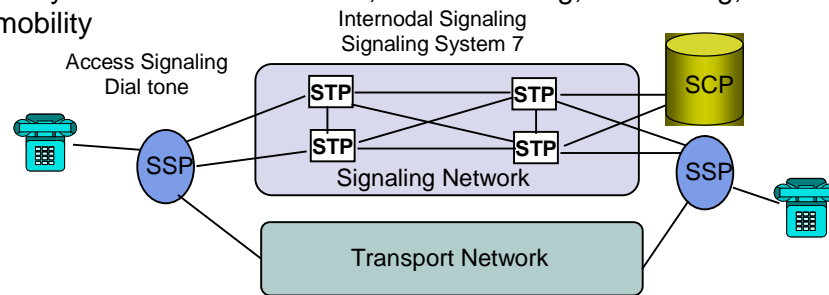 mobility
Internodal Signaling
Signaling System 7
Access Signaling
Dial tone
STP STP SCP
STP STP
SSP SSP
Signaling Network
Transport Network